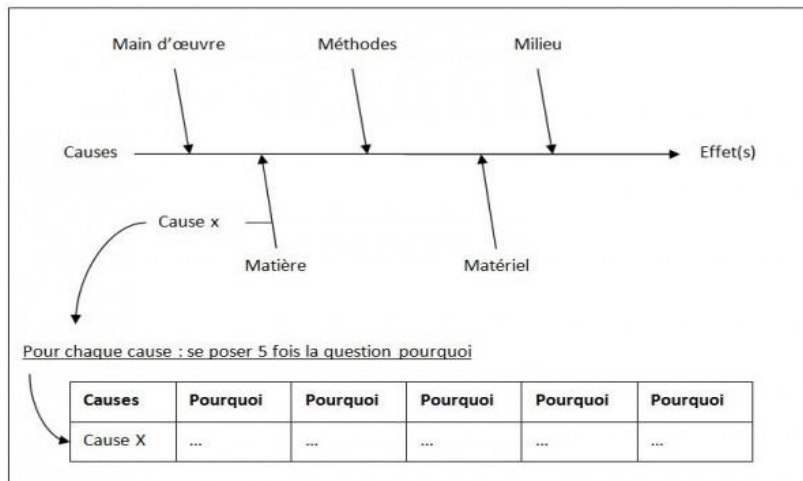 Main d'œuvre Méthodes Milieu
Causes Effet(s)
Cause x
Matière Matériel
Pour chaque cause : se poser 5 fois la question pourquoi
Causes Pourquoi Pourquoi Pourquoi Pourquoi Pourquoi
Cause X ... ... ... ... ...